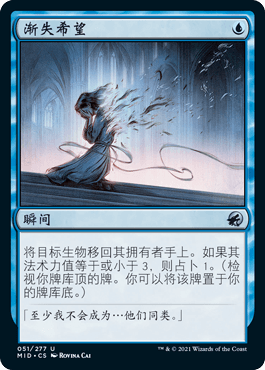 渐失希望
瞬间
将目标生物移回其拥有者手上。如果其
法术力值等于或小于 3，则占卜 1。（检
视你牌库顶的牌。你可以将该牌置于你
的牌库底。）
「至少我不会成为…他们同类。」
051/277 U
MID • CS ROVINA CAI
™ & © 2021 Wizards of the Coast